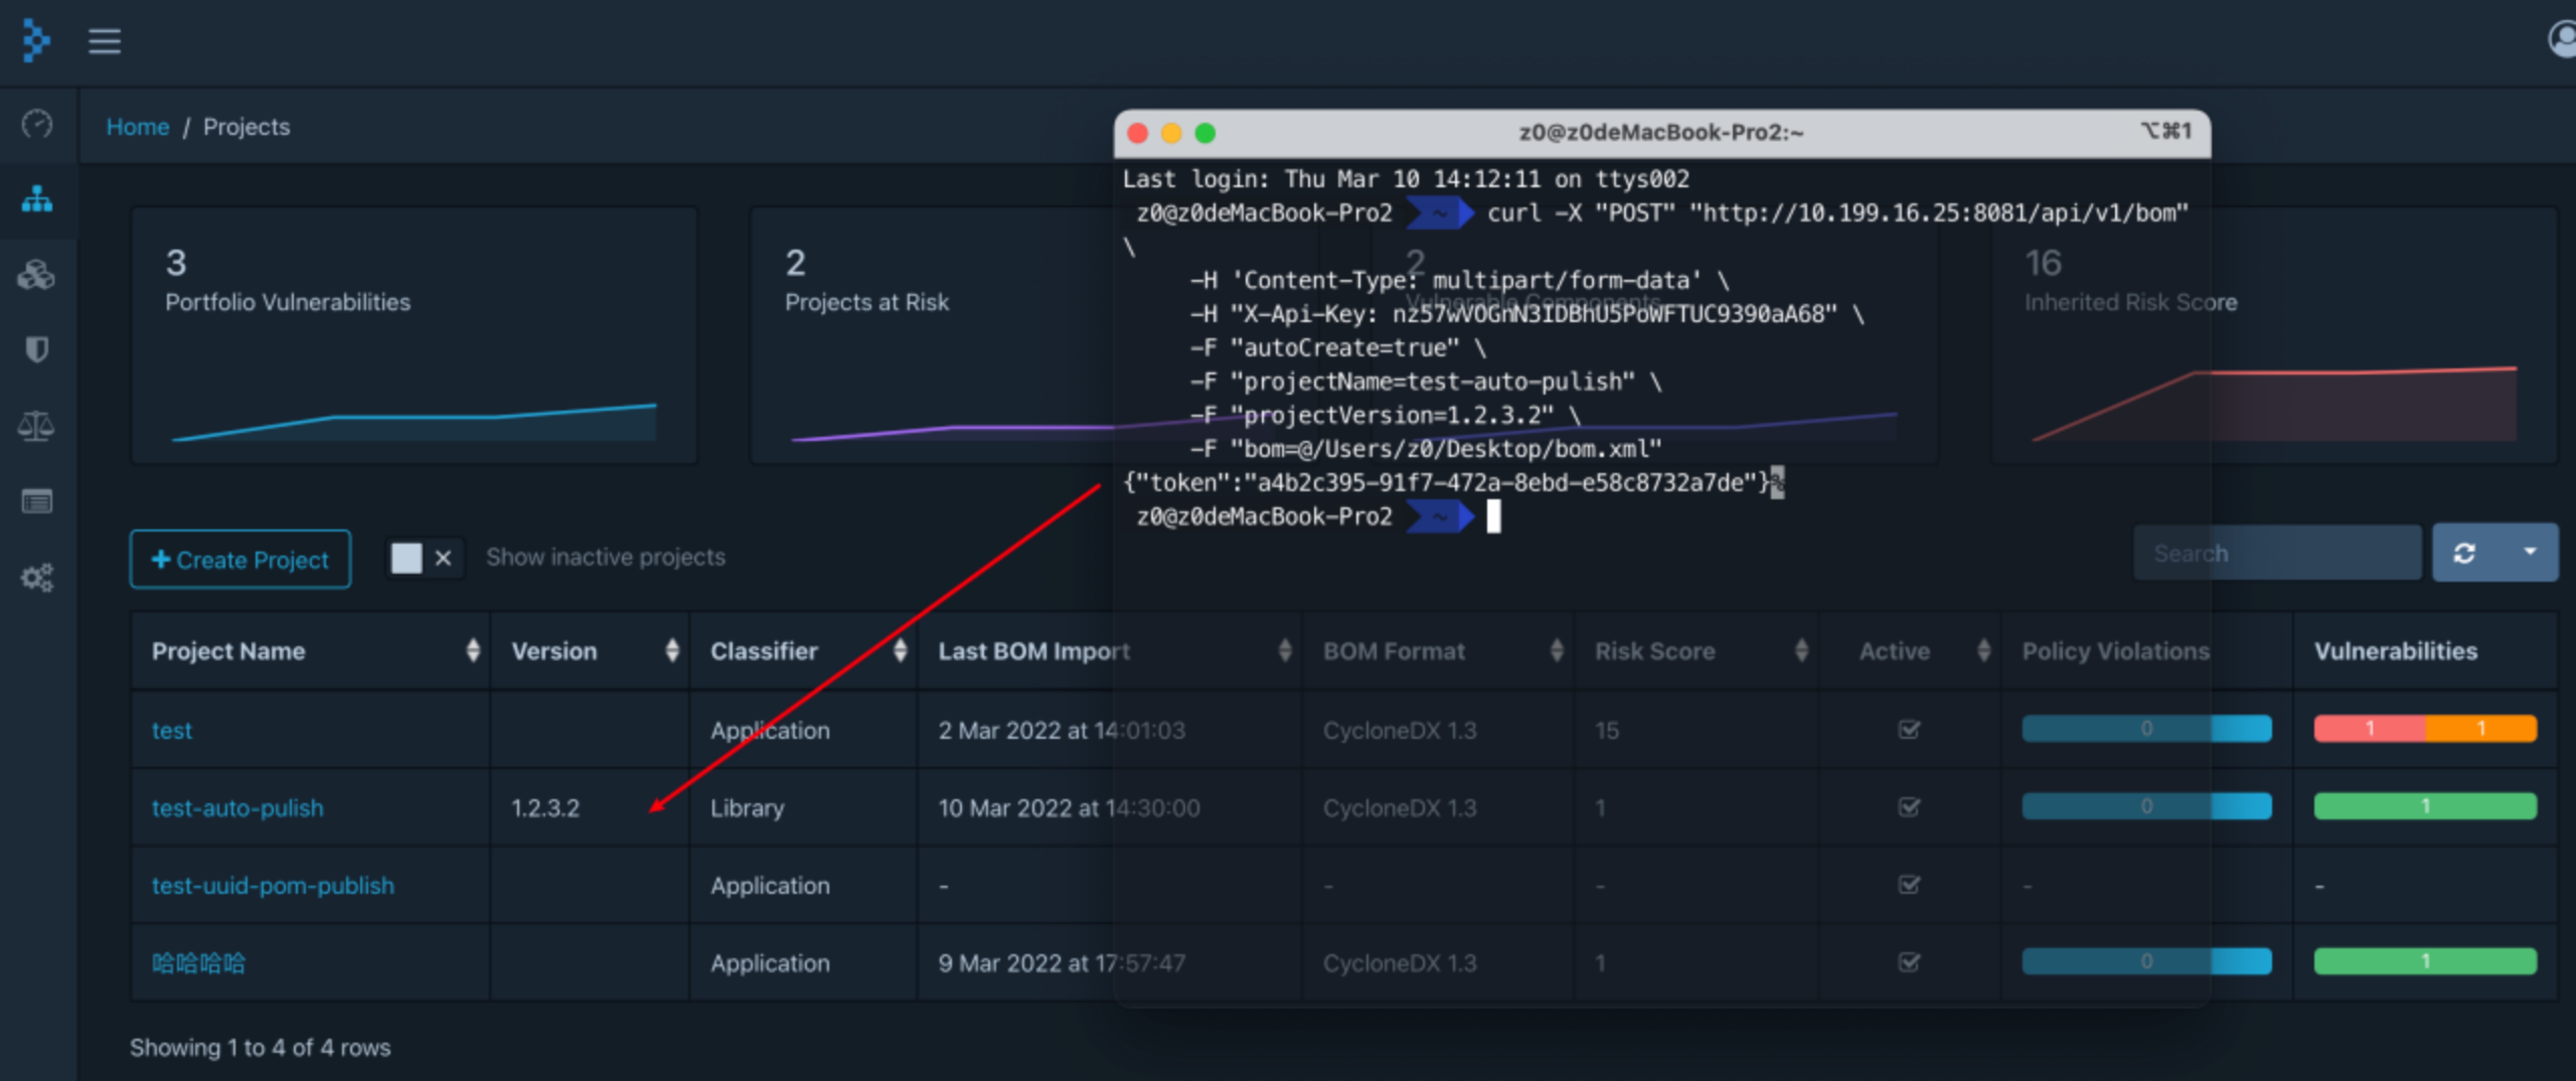 Home / Projects
z0@z0deMacBook-Pro2:~
⌥⌘1
Last login: Thu Mar 10 14:12:11 on ttys002
z0@z0deMacBook-Pro2 ~ curl -X "POST" "http://10.199.16.25:8081/api/v1/bom"
\
-H 'Content-Type: multipart/form-data' \
-H "X-Api-Key: nz57wVOGnN3IDBhU5PoWFTUC9390aA68" \
-F "autoCreate=true" \
-F "projectName=test-auto-pulish" \
-F "projectVersion=1.2.3.2" \
-F "bom=@/Users/z0/Desktop/bom.xml"
{"token":"a4b2c395-91f7-472a-8ebd-e58c8732a7de"}%
z0@z0deMacBook-Pro2 ~
3
Portfolio Vulnerabilities
2
Projects at Risk
2
Vulnerable Components
16
Inherited Risk Score
Create Project
Show inactive projects
Search
Project Name Version Classifier Last BOM Import BOM Format Risk Score Active Policy Violations Vulnerabilities
test Application 2 Mar 2022 at 14:01:03 CycloneDX 1.3 15 0 1 1
test-auto-pulish 1.2.3.2 Library 10 Mar 2022 at 14:30:00 CycloneDX 1.3 1 0 1
test-uuid-pom-publish Application - - - - -
哈哈哈哈 Application 9 Mar 2022 at 17:57:47 CycloneDX 1.3 1 0 1
Showing 1 to 4 of 4 rows